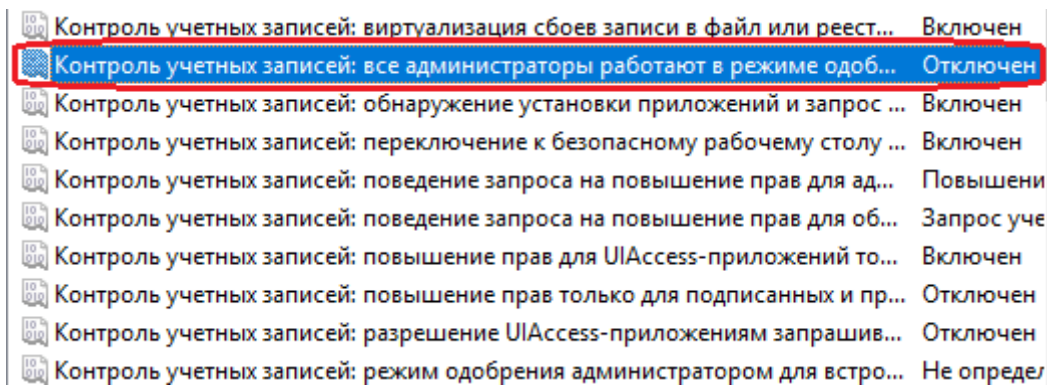 Контроль учетных записей: виртуализация сбоев записи в файл или реест... Включен
Контроль учетных записей: все администраторы работают в режиме одоб... Отключен
Контроль учетных записей: обнаружение установки приложений и запрос ... Включен
Контроль учетных записей: переключение к безопасному рабочему столу ... Включен
Контроль учетных записей: поведение запроса на повышение прав для ад... Повышени
Контроль учетных записей: поведение запроса на повышение прав для об... Запрос уче
Контроль учетных записей: повышение прав для UIAccess-приложений то... Включен
Контроль учетных записей: повышение прав только для подписанных и пр... Отключен
Контроль учетных записей: разрешение UIAccess-приложениям запрашив... Отключен
Контроль учетных записей: режим одобрения администратором для встро... Не определ